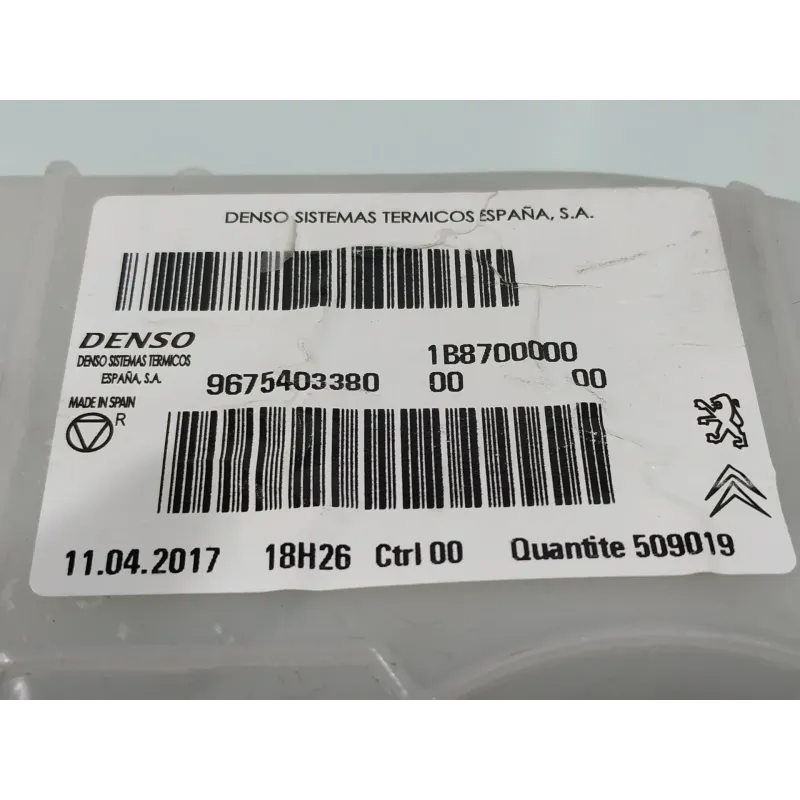 DENSO SISTEMAS TERMICOS ESPAÑA, S.A.
DENSO
DENSO SISTEMAS TERMICOS
ESPAÑA, S.A.
MADE IN SPAIN
R
1B8700000
9675403380 00 00
11.04.2017 18H26 Ctrl 00 Quantite 509019